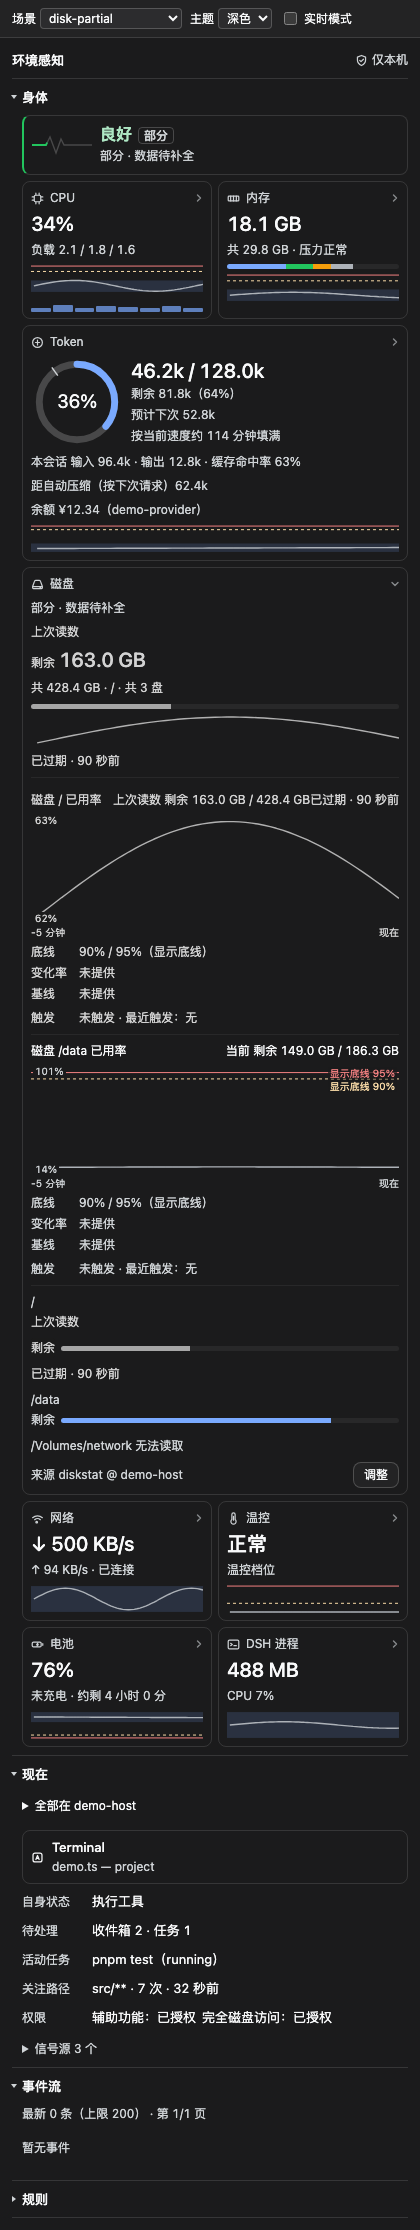 场景 disk-partial 主题 深色 实时模式
环境感知 仅本机
身体
良好 部分
部分 · 数据待补全
CPU
34%
负载 2.1 / 1.8 / 1.6
内存
18.1 GB
共 29.8 GB · 压力正常
Token
36%
46.2k / 128.0k
剩余 81.8k（64%）
预计下次 52.8k
按当前速度约 114 分钟填满
本会话 输入 96.4k · 输出 12.8k · 缓存命中率 63%
距自动压缩（按下次请求）62.4k
余额 ¥12.34（demo-provider）
磁盘
部分 · 数据待补全
上次读数
剩余 163.0 GB
共 428.4 GB · / · 共 3 盘
已过期 · 90 秒前
磁盘 / 已用率 上次读数 剩余 163.0 GB / 428.4 GB已过期 · 90 秒前
63%
62%
-5 分钟 现在
底线 90% / 95%（显示底线）
变化率 未提供
基线 未提供
触发 未触发 · 最近触发：无
磁盘 /data 已用率 当前 剩余 149.0 GB / 186.3 GB
101% 显示底线 95%
显示底线 90%
14%
-5 分钟 现在
底线 90% / 95%（显示底线）
变化率 未提供
基线 未提供
触发 未触发 · 最近触发：无
/
上次读数
剩余
已过期 · 90 秒前
/data
剩余
/Volumes/network 无法读取
来源 diskstat @ demo-host 调整
网络
↓ 500 KB/s
↑ 94 KB/s · 已连接
温控
正常
温控档位
电池
76%
未充电 · 约剩 4 小时 0 分
DSH 进程
488 MB
CPU 7%
现在
全部在 demo-host
Terminal
demo.ts — project
自身状态 执行工具
待处理 收件箱 2 · 任务 1
活动任务 pnpm test（running）
关注路径 src/** · 7 次 · 32 秒前
权限 辅助功能：已授权 完全磁盘访问：已授权
信号源 3 个
事件流
最新 0 条（上限 200） · 第 1/1 页
暂无事件
规则